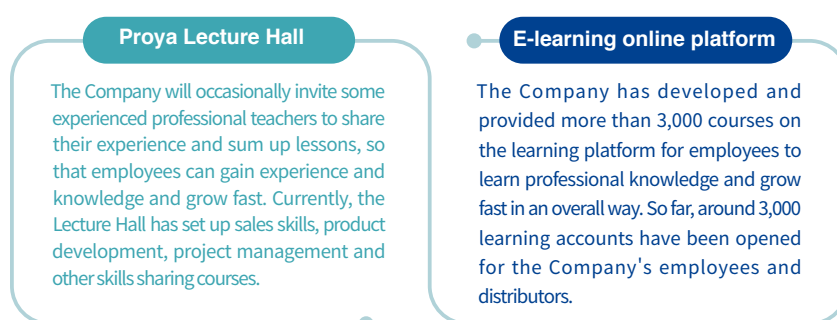 Proya Lecture Hall
The Company will occasionally invite some
experienced professional teachers to share
their experience and sum up lessons, so
that employees can gain experience and
knowledge and grow fast. Currently, the
Lecture Hall has set up sales skills, product
development, project management and
other skills sharing courses.
E-learning online platform
The Company has developed and
provided more than 3,000 courses on
the learning platform for employees to
learn professional knowledge and grow
fast in an overall way. So far, around 3,000
learning accounts have been opened
for the Company's employees and
distributors.